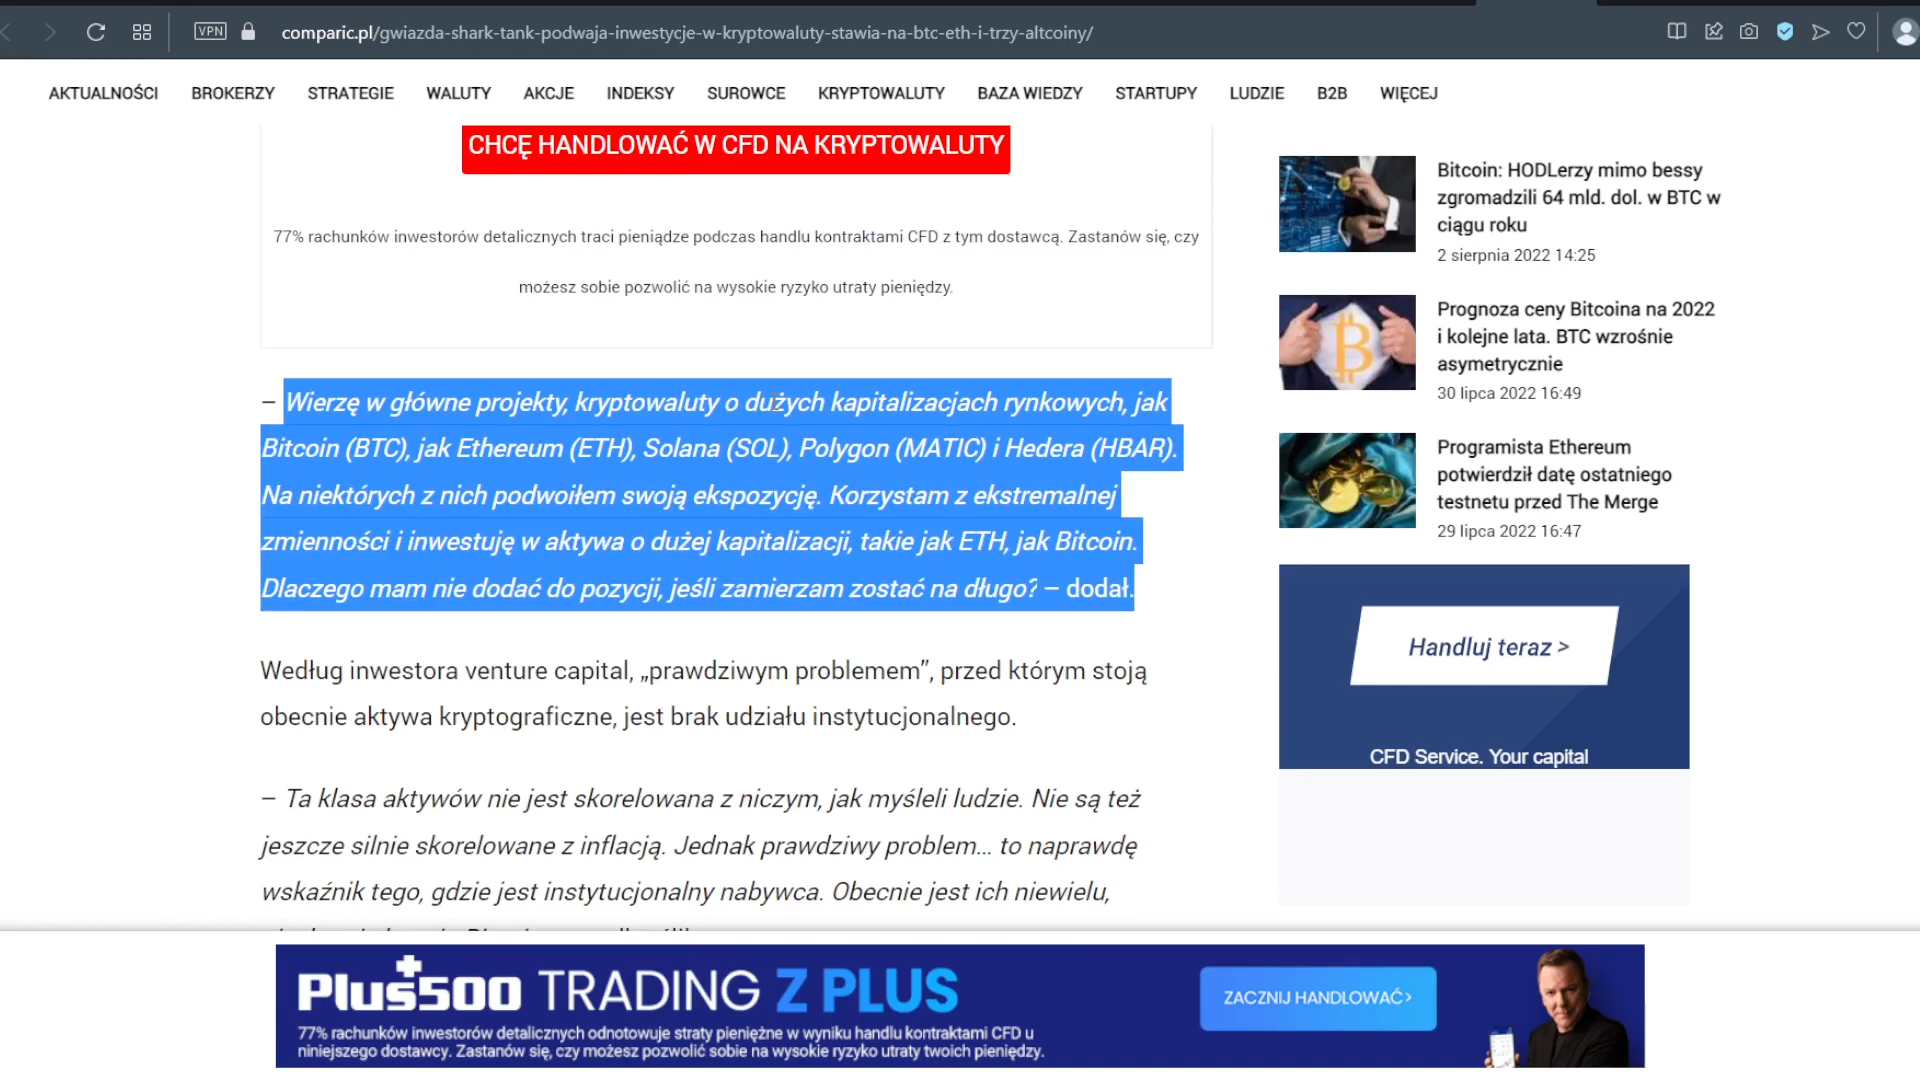 VPN
comparic.pl/gwiazda-shark-tank-podwaja-inwestycje-w-kryptowaluty-stawia-na-btc-eth-i-trzy-altcoiny/
AKTUALNOŚCI BROKERZY STRATEGIE WALUTY AKCJE INDEKSY SUROWCE KRYPTOWALUTY BAZA WIEDZY STARTUPY LUDZIE B2B WIĘCEJ
CHCĘ HANDLOWAĆ W CFD NA KRYPTOWALUTY
77% rachunków inwestorów detalicznych traci pieniądze podczas handlu kontraktami CFD z tym dostawcą. Zastanów się, czy
możesz sobie pozwolić na wysokie ryzyko utraty pieniędzy.
– Wierzę w główne projekty, kryptowaluty o dużych kapitalizacjach rynkowych, jak
Bitcoin (BTC), jak Ethereum (ETH), Solana (SOL), Polygon (MATIC) i Hedera (HBAR).
Na niektórych z nich podwoiłem swoją ekspozycję. Korzystam z ekstremalnej
zmienności i inwestuję w aktywa o dużej kapitalizacji, takie jak ETH, jak Bitcoin.
Dlaczego mam nie dodać do pozycji, jeśli zamierzam zostać na długo? – dodał.
Według inwestora venture capital, „prawdziwym problemem”, przed którym stoją
obecnie aktywa kryptograficzne, jest brak udziału instytucjonalnego.
– Ta klasa aktywów nie jest skorelowana z niczym, jak myśleli ludzie. Nie są też
jeszcze silnie skorelowane z inflacją. Jednak prawdziwy problem... to naprawdę
wskaźnik tego, gdzie jest instytucjonalny nabywca. Obecnie jest ich niewielu,
Bitcoin: HODLerzy mimo bessy
zgromadzili 64 mld. dol. w BTC w
ciągu roku
2 sierpnia 2022 14:25
Prognoza ceny Bitcoina na 2022
i kolejne lata. BTC wzrośnie
asymetrycznie
30 lipca 2022 16:49
Programista Ethereum
potwierdził datę ostatniego
testnetu przed The Merge
29 lipca 2022 16:47
Handluj teraz >
CFD Service. Your capital
Plus500 TRADING Z PLUS
77% rachunków inwestorów detalicznych odnotowuje straty pieniężne w wyniku handlu kontraktami CFD u
niniejszego dostawcy. Zastanów się, czy możesz pozwolić sobie na wysokie ryzyko utraty twoich pieniędzy.
ZACZNIJ HANDLOWAĆ>